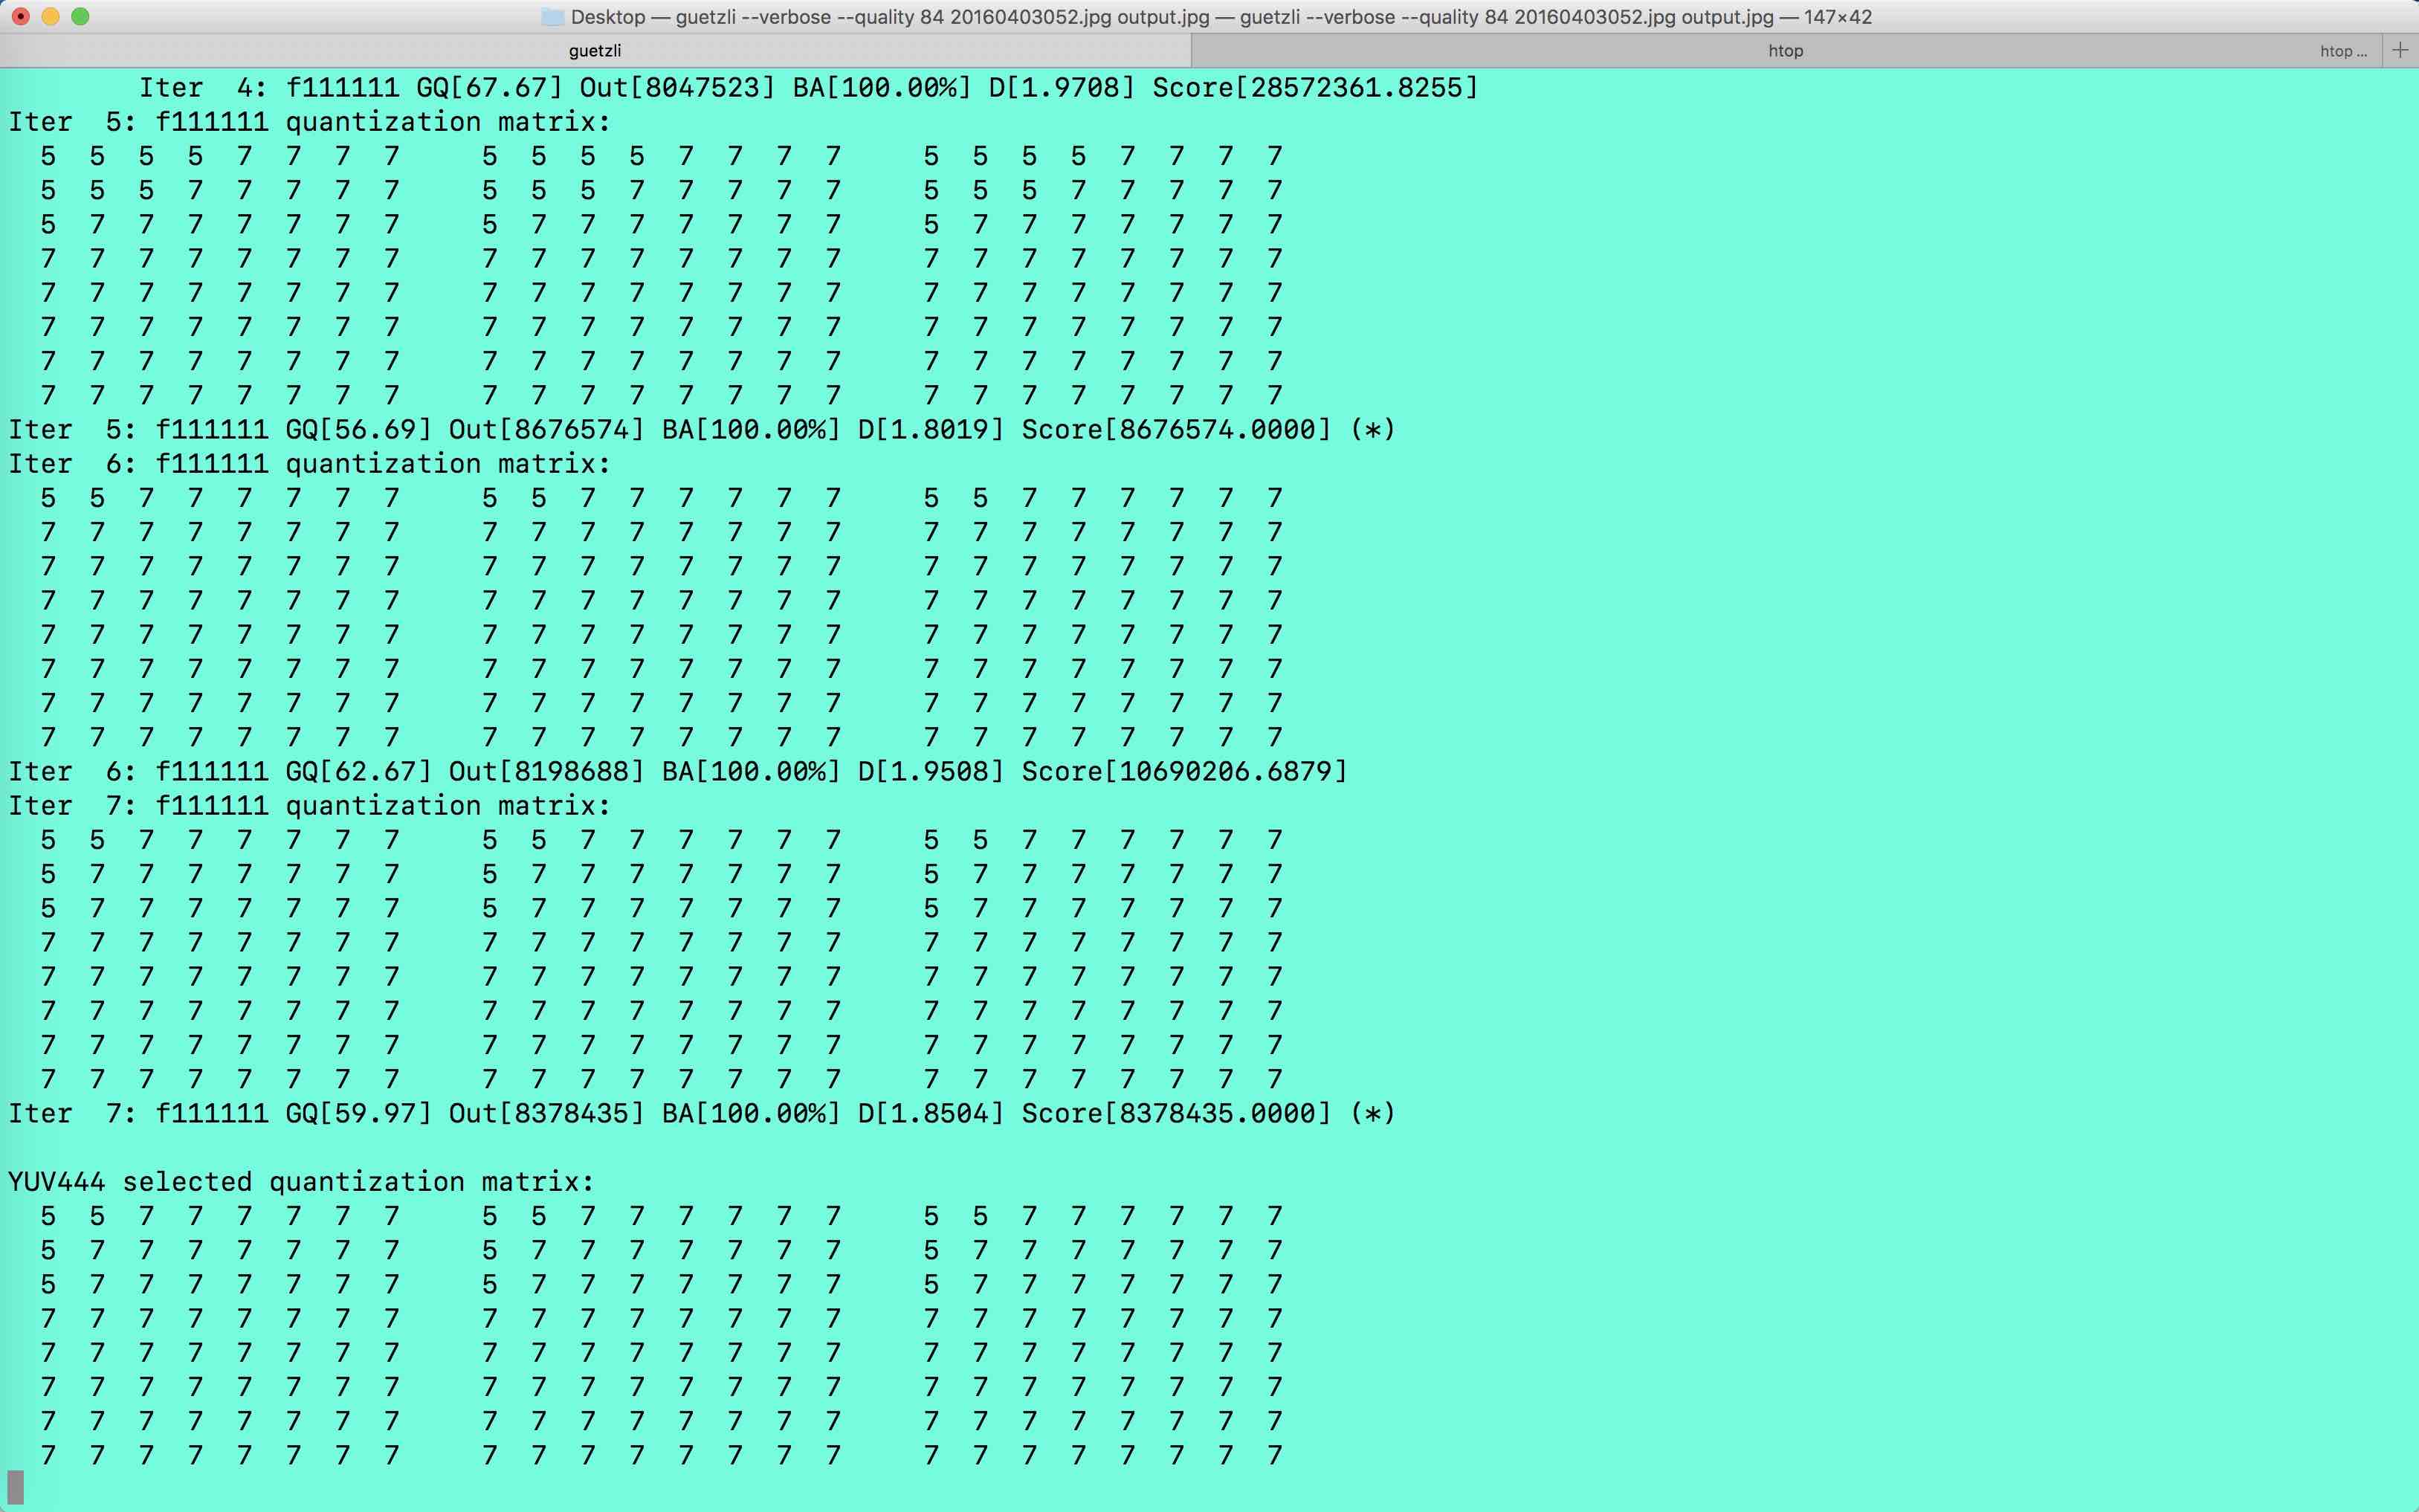 Desktop — guetzli --verbose --quality 84 20160403052.jpg output.jpg — guetzli --verbose --quality 84 20160403052.jpg output.jpg — 147×42
guetzli htop htop ... +
Iter 4: f111111 GQ[67.67] Out[8047523] BA[100.00%] D[1.9708] Score[28572361.8255]
Iter 5: f111111 quantization matrix:
5 5 5 5 7 7 7 7 5 5 5 5 7 7 7 7 5 5 5 5 7 7 7 7
5 5 5 7 7 7 7 7 5 5 5 7 7 7 7 7 5 5 5 7 7 7 7 7
5 7 7 7 7 7 7 7 5 7 7 7 7 7 7 7 5 7 7 7 7 7 7 7
7 7 7 7 7 7 7 7 7 7 7 7 7 7 7 7 7 7 7 7 7 7 7 7
7 7 7 7 7 7 7 7 7 7 7 7 7 7 7 7 7 7 7 7 7 7 7 7
7 7 7 7 7 7 7 7 7 7 7 7 7 7 7 7 7 7 7 7 7 7 7 7
7 7 7 7 7 7 7 7 7 7 7 7 7 7 7 7 7 7 7 7 7 7 7 7
7 7 7 7 7 7 7 7 7 7 7 7 7 7 7 7 7 7 7 7 7 7 7 7
Iter 5: f111111 GQ[56.69] Out[8676574] BA[100.00%] D[1.8019] Score[8676574.0000] (*)
Iter 6: f111111 quantization matrix:
5 5 7 7 7 7 7 7 5 5 7 7 7 7 7 7 5 5 7 7 7 7 7 7
7 7 7 7 7 7 7 7 7 7 7 7 7 7 7 7 7 7 7 7 7 7 7 7
7 7 7 7 7 7 7 7 7 7 7 7 7 7 7 7 7 7 7 7 7 7 7 7
7 7 7 7 7 7 7 7 7 7 7 7 7 7 7 7 7 7 7 7 7 7 7 7
7 7 7 7 7 7 7 7 7 7 7 7 7 7 7 7 7 7 7 7 7 7 7 7
7 7 7 7 7 7 7 7 7 7 7 7 7 7 7 7 7 7 7 7 7 7 7 7
7 7 7 7 7 7 7 7 7 7 7 7 7 7 7 7 7 7 7 7 7 7 7 7
7 7 7 7 7 7 7 7 7 7 7 7 7 7 7 7 7 7 7 7 7 7 7 7
Iter 6: f111111 GQ[62.67] Out[8198688] BA[100.00%] D[1.9508] Score[10690206.6879]
Iter 7: f111111 quantization matrix:
5 5 7 7 7 7 7 7 5 5 7 7 7 7 7 7 5 5 7 7 7 7 7 7
5 7 7 7 7 7 7 7 5 7 7 7 7 7 7 7 5 7 7 7 7 7 7 7
5 7 7 7 7 7 7 7 5 7 7 7 7 7 7 7 5 7 7 7 7 7 7 7
7 7 7 7 7 7 7 7 7 7 7 7 7 7 7 7 7 7 7 7 7 7 7 7
7 7 7 7 7 7 7 7 7 7 7 7 7 7 7 7 7 7 7 7 7 7 7 7
7 7 7 7 7 7 7 7 7 7 7 7 7 7 7 7 7 7 7 7 7 7 7 7
7 7 7 7 7 7 7 7 7 7 7 7 7 7 7 7 7 7 7 7 7 7 7 7
7 7 7 7 7 7 7 7 7 7 7 7 7 7 7 7 7 7 7 7 7 7 7 7
Iter 7: f111111 GQ[59.97] Out[8378435] BA[100.00%] D[1.8504] Score[8378435.0000] (*)
YUV444 selected quantization matrix:
5 5 7 7 7 7 7 7 5 5 7 7 7 7 7 7 5 5 7 7 7 7 7 7
5 7 7 7 7 7 7 7 5 7 7 7 7 7 7 7 5 7 7 7 7 7 7 7
5 7 7 7 7 7 7 7 5 7 7 7 7 7 7 7 5 7 7 7 7 7 7 7
7 7 7 7 7 7 7 7 7 7 7 7 7 7 7 7 7 7 7 7 7 7 7 7
7 7 7 7 7 7 7 7 7 7 7 7 7 7 7 7 7 7 7 7 7 7 7 7
7 7 7 7 7 7 7 7 7 7 7 7 7 7 7 7 7 7 7 7 7 7 7 7
7 7 7 7 7 7 7 7 7 7 7 7 7 7 7 7 7 7 7 7 7 7 7 7
7 7 7 7 7 7 7 7 7 7 7 7 7 7 7 7 7 7 7 7 7 7 7 7